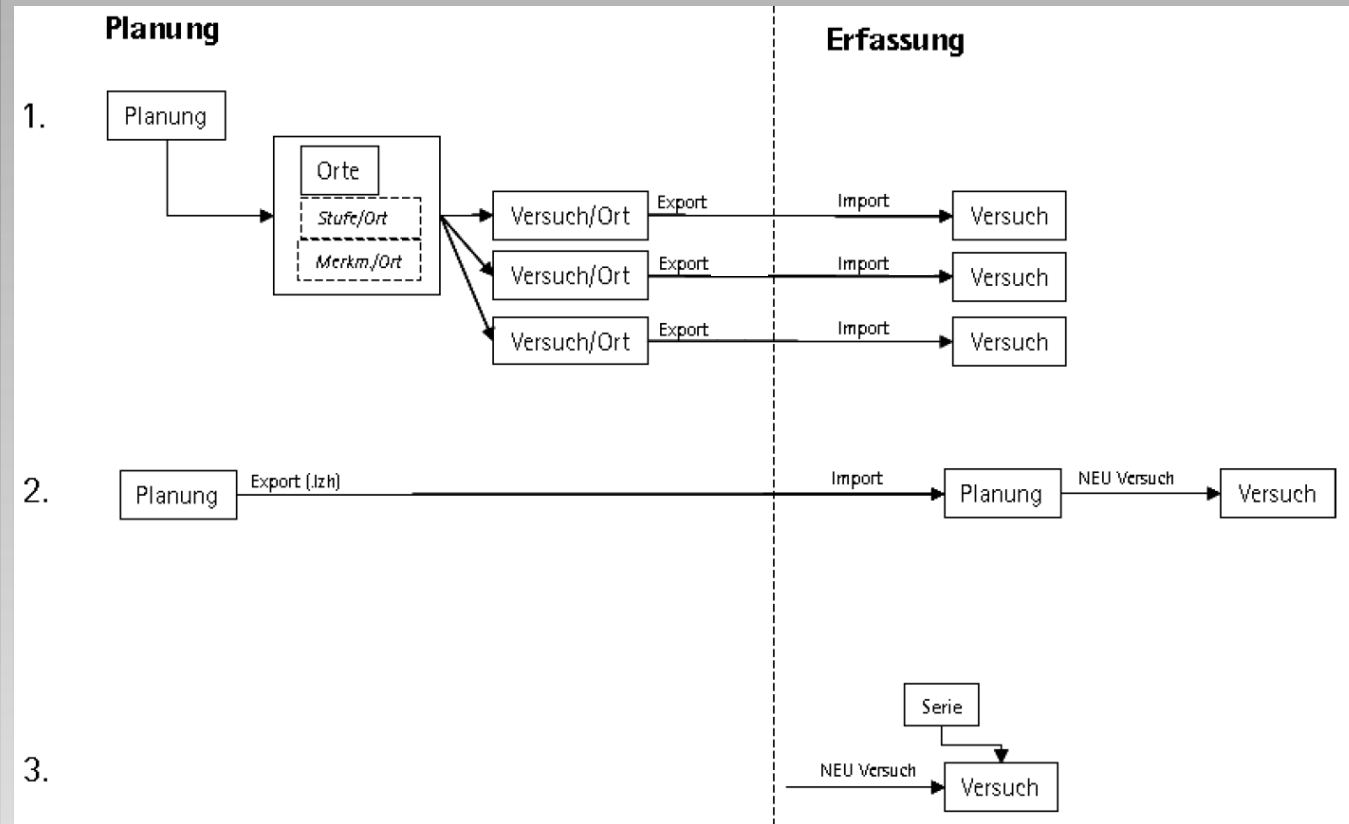 Planung
Erfassung
1.
Planung
Orte
Stufe/Ort
Merkm./Ort
Versuch/Ort
Export
Import
Versuch
Versuch/Ort
Export
Import
Versuch
Versuch/Ort
Export
Import
Versuch
2.
Planung
Export (.lzh)
Import
Planung
NEU Versuch
Versuch
Serie
3.
NEU Versuch
Versuch